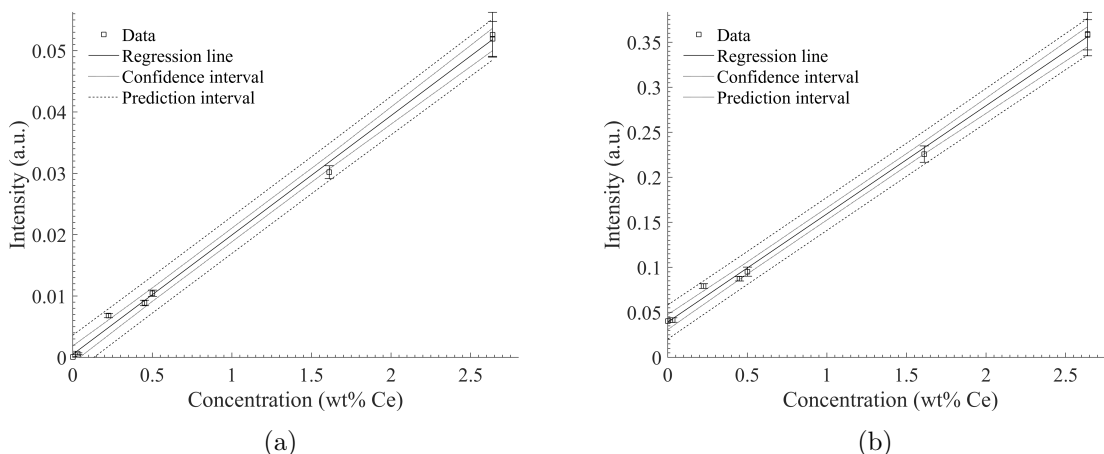 Data
Regression line
Confidence interval
Prediction interval
0.05
0.04
0.03
0.02
0.01
0
Intensity (a.u.)
0 0.5 1 1.5 2 2.5
Concentration (wt% Ce)
(a)
Data
Regression line
Confidence interval
Prediction interval
0.35
0.3
0.25
0.2
0.15
0.1
0.05
0
Intensity (a.u.)
0 0.5 1 1.5 2 2.5
Concentration (wt% Ce)
(b)